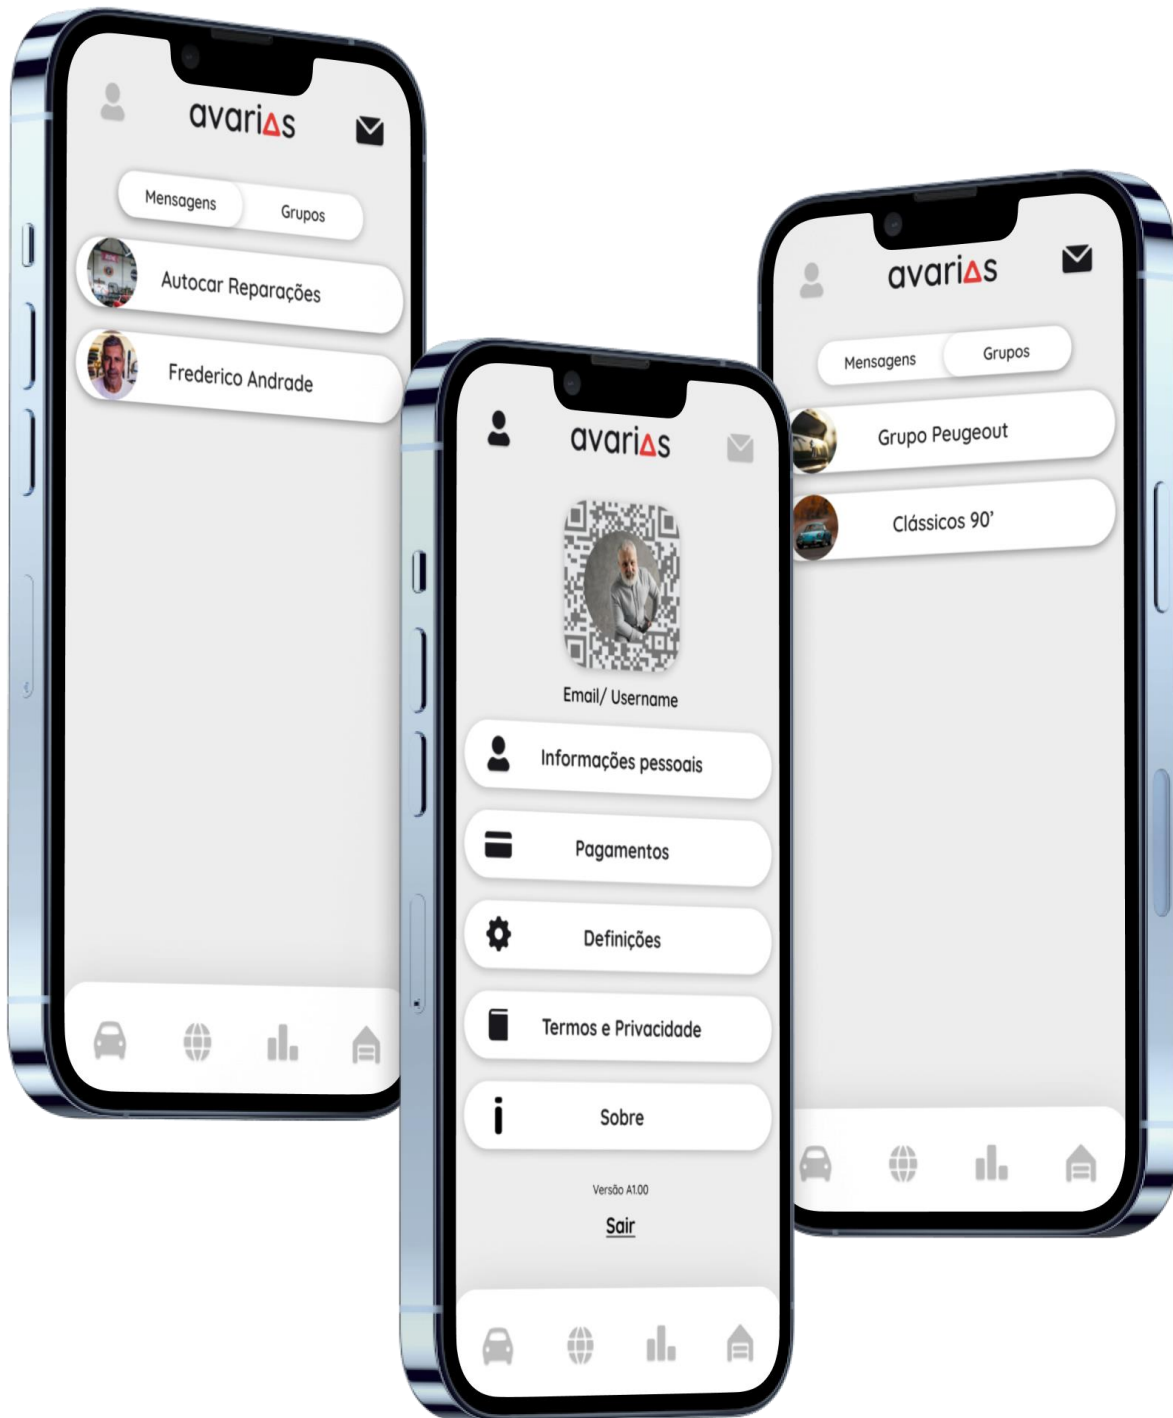 avarias
Mensagens
Grupos
Autocar Reparações
Frederico Andrade
avarias
Email/ Username
Informações pessoais
Pagamentos
Definições
Termos e Privacidade
Sobre
Versão A1.00
Sair
avarias
Mensagens
Grupos
Grupo Peugeout
Clássicos 90’